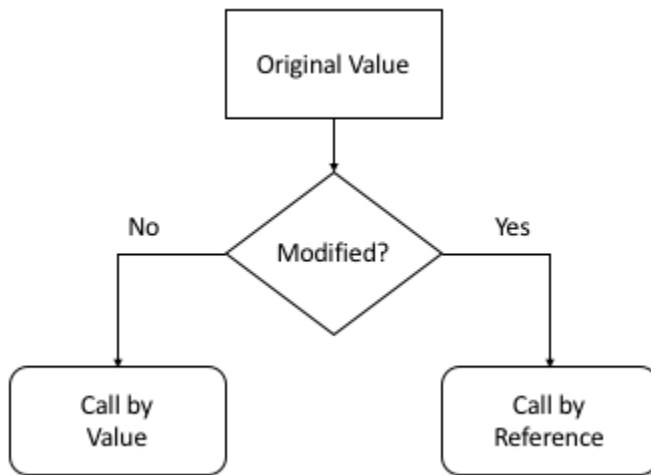 Original Value
No
Yes
Modified?
Call by
Value
Call by
Reference